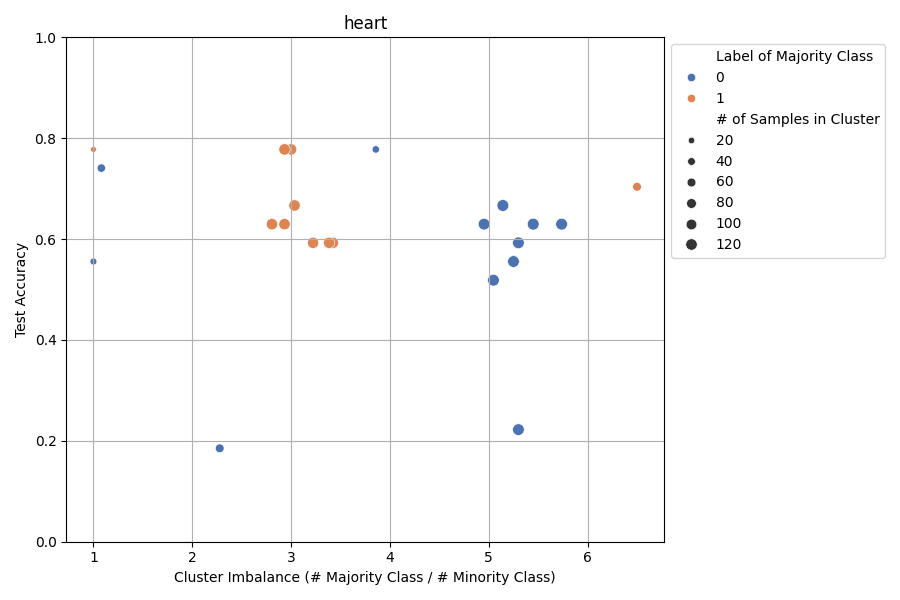 heart
1.0
0.8
0.6
0.4
0.2
0.0
Test Accuracy
1 2 3 4 5 6
Cluster Imbalance (# Majority Class / # Minority Class)
Label of Majority Class
0
1
# of Samples in Cluster
20
40
60
80
100
120